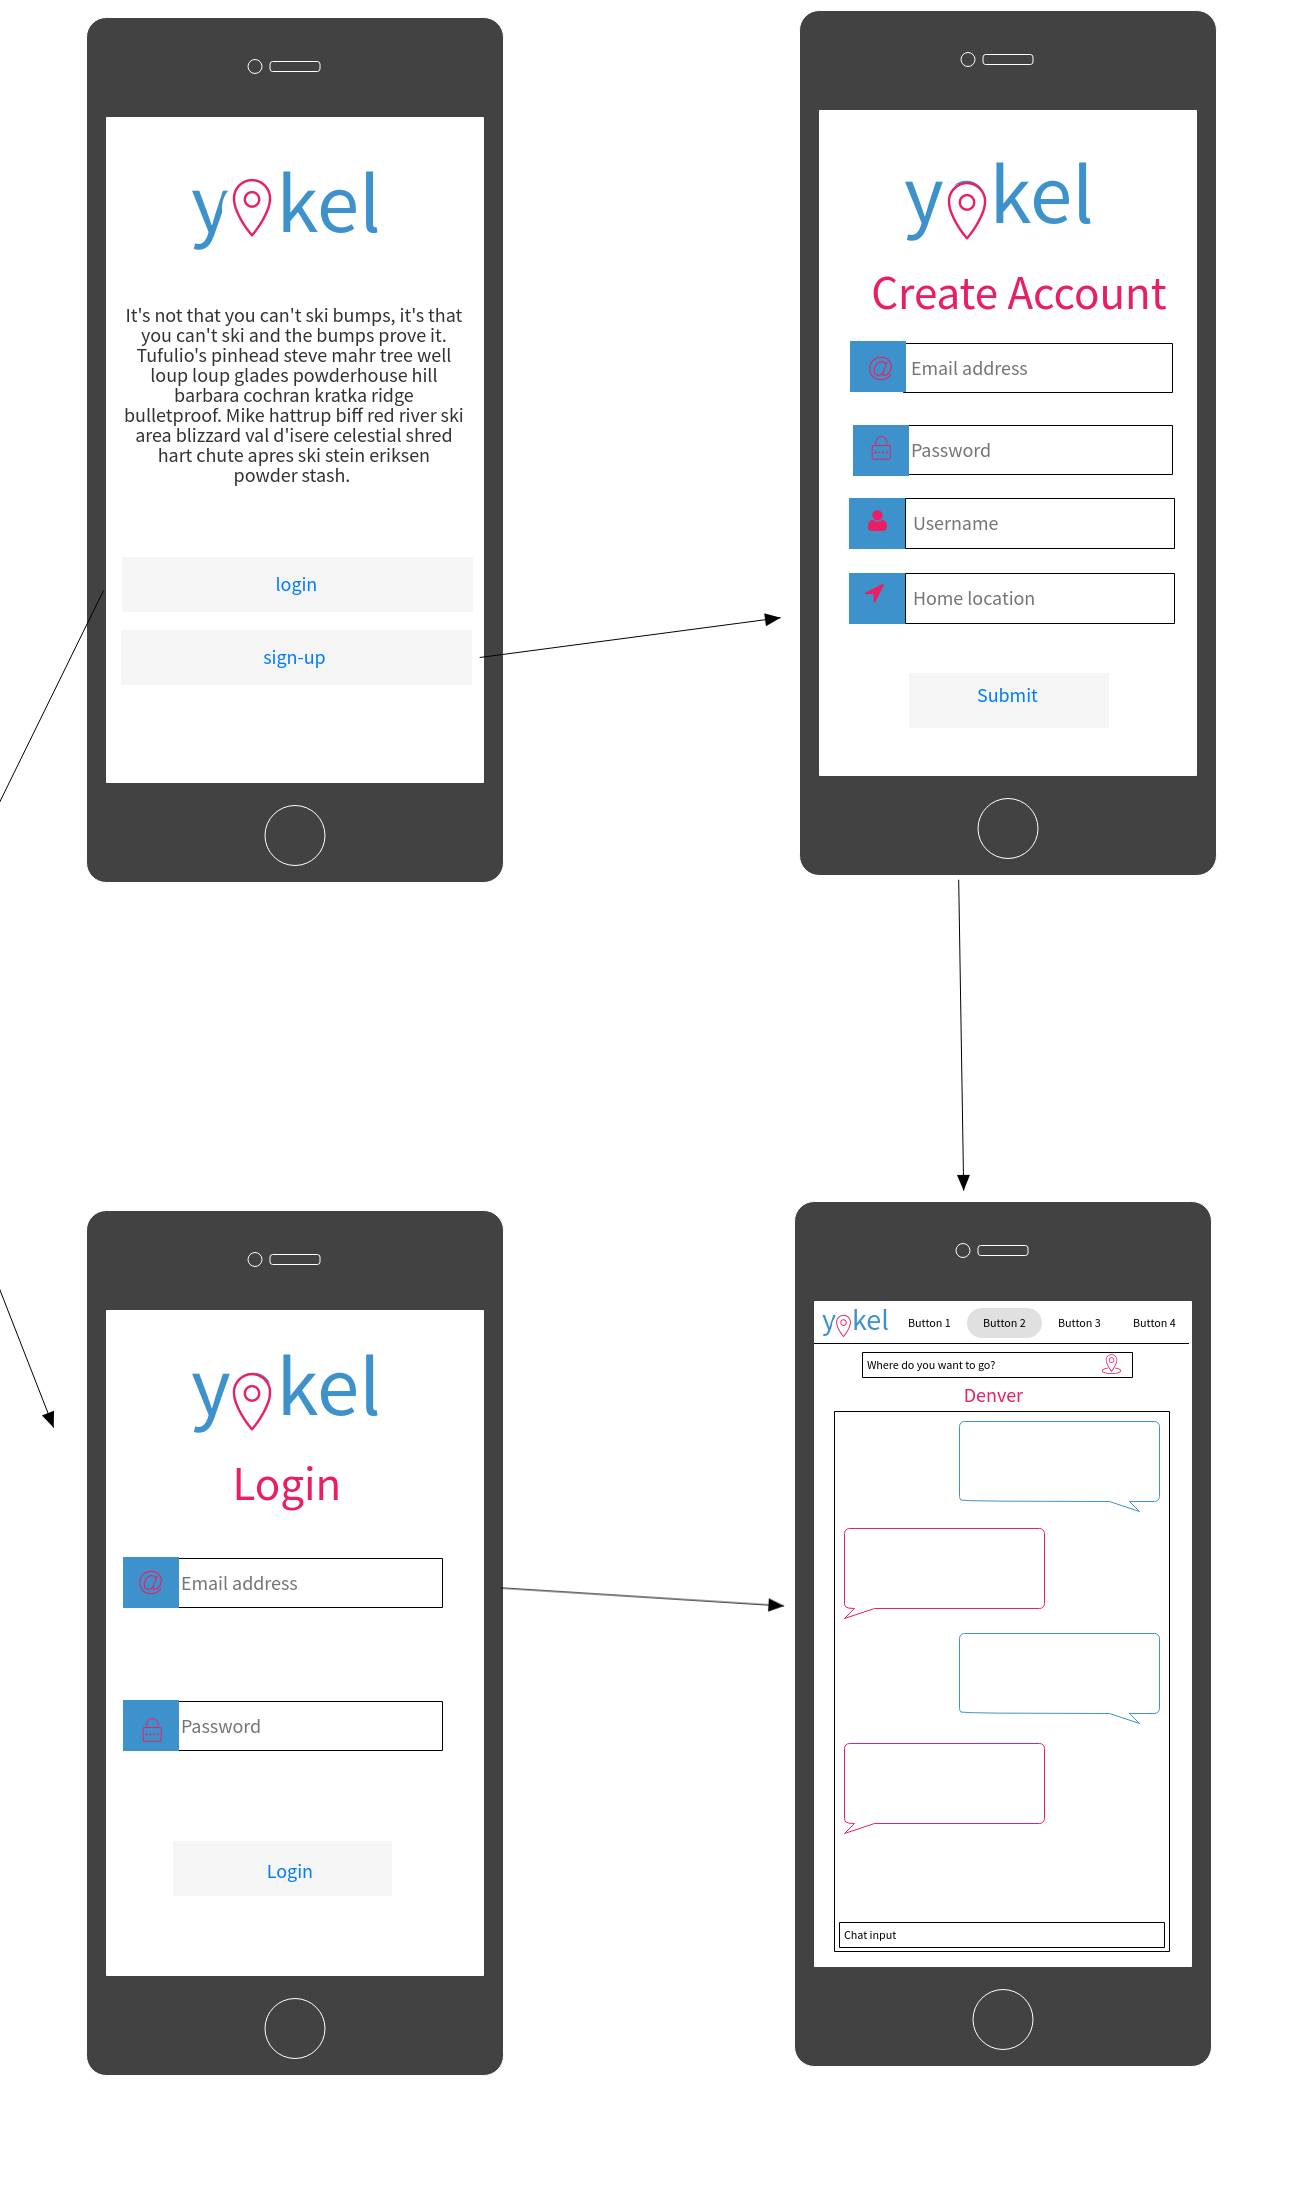 yokel
It's not that you can't ski bumps, it's that
you can't ski and the bumps prove it.
Tufulio's pinhead steve mahr tree well
loup loup glades powderhouse hill
barbara cochran kratka ridge
bulletproof. Mike hattrup biff red river ski
area blizzard val d'isere celestial shred
hart chute apres ski stein eriksen
powder stash.
login
sign-up
yokel
Create Account
@ Email address
Password
Username
Home location
Submit
yokel
Login
@ Email address
Password
Login
yokel Button 1 Button 2 Button 3 Button 4
Where do you want to go?
Denver
Chat input